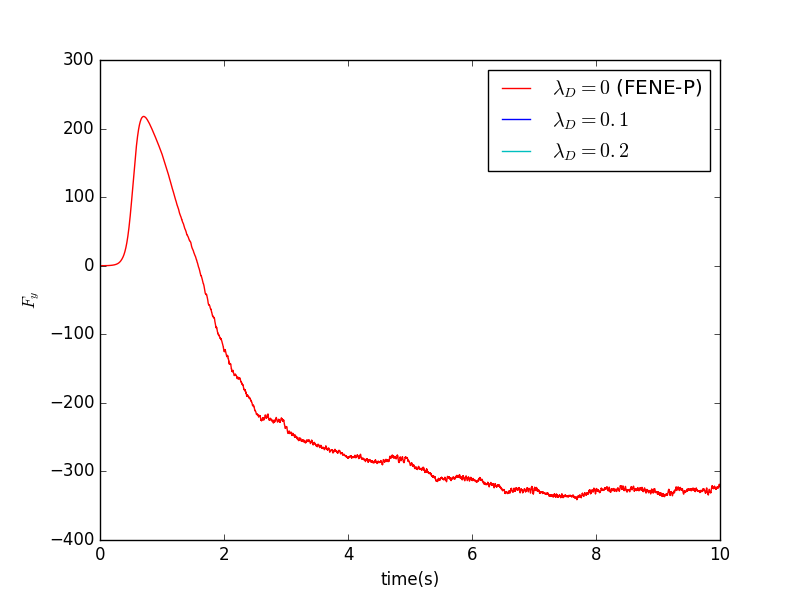 300
200
100
0
−100
−200
−300
−400
F_y
0 2 4 6 8 10
time(s)
λ_D = 0 (FENE-P)
λ_D = 0.1
λ_D = 0.2